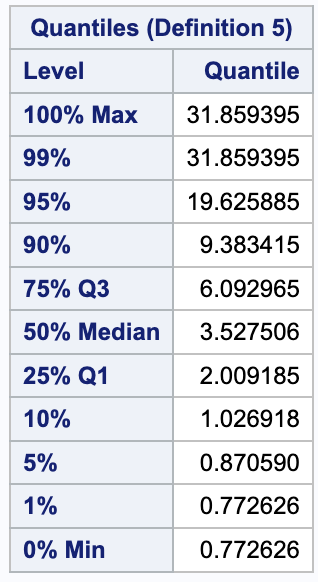 Quantiles (Definition 5)
Level Quantile
100% Max 31.859395
99% 31.859395
95% 19.625885
90% 9.383415
75% Q3 6.092965
50% Median 3.527506
25% Q1 2.009185
10% 1.026918
5% 0.870590
1% 0.772626
0% Min 0.772626